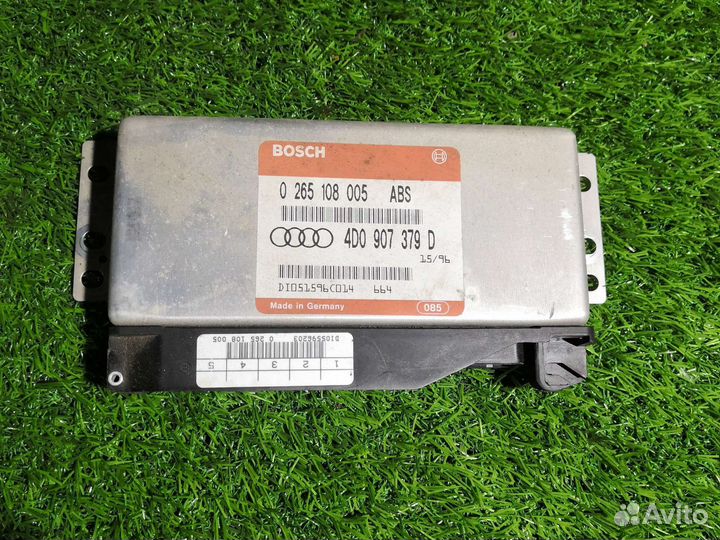 BOSCH
0 265 108 005 ABS
4D0 907 379 D
15/96
DI051596C014 664
Made in Germany
085
D105596203 0 265 108 005
1 2 3 4 5
Avito